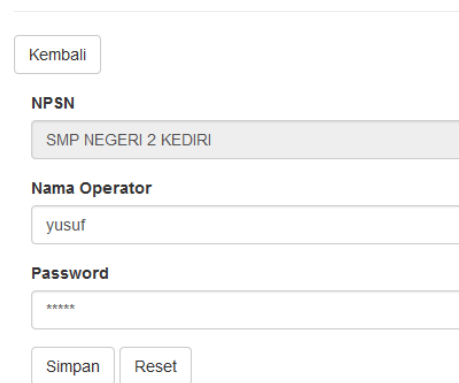 Kembali
NPSN
SMP NEGERI 2 KEDIRI
Nama Operator
yusuf
Password
*****
Simpan Reset